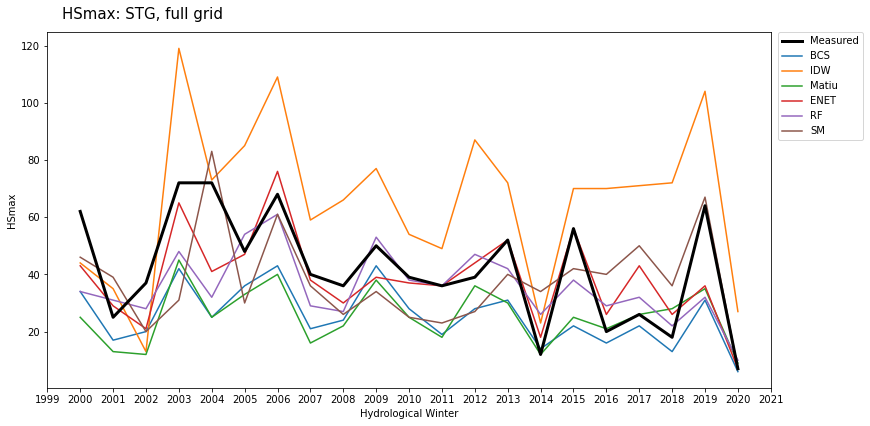 HSmax: STG, full grid
120
100
80
60
40
20
HSmax
1999 2000 2001 2002 2003 2004 2005 2006 2007 2008 2009 2010 2011 2012 2013 2014 2015 2016 2017 2018 2019 2020 2021
Hydrological Winter
Measured
BCS
IDW
Matiu
ENET
RF
SM